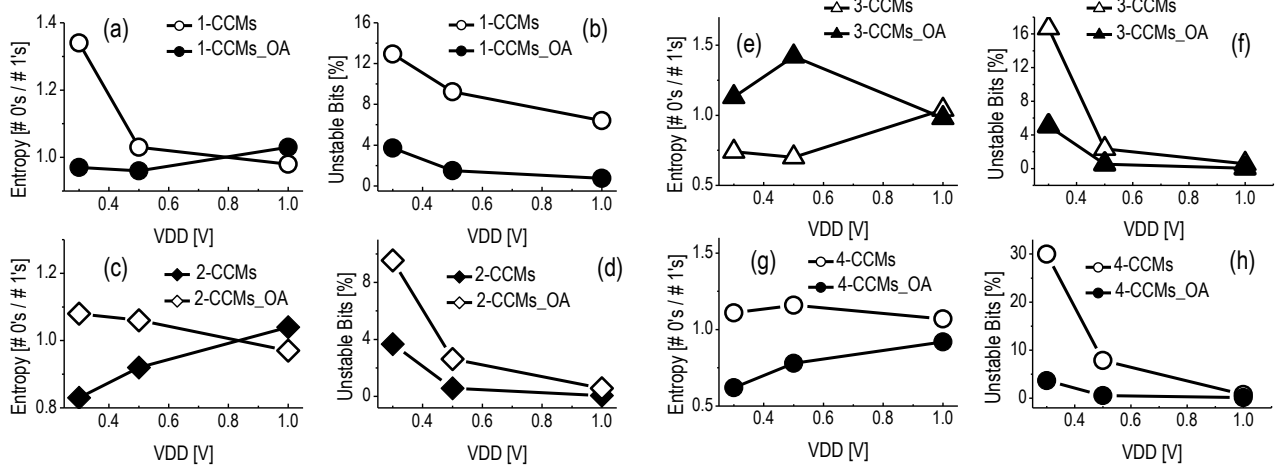 (a)
1-CCMs
1-CCMs_OA
Entropy [# 0's / # 1's]
1.4
1.2
1.0
0.4 0.6 0.8 1.0
VDD [V]
(b)
1-CCMs
1-CCMs_OA
Unstable Bits [%]
16
12
8
4
0
0.4 0.6 0.8 1.0
VDD [V]
(c)
2-CCMs
2-CCMs_OA
Entropy [# 0's / # 1's]
1.2
1.0
0.8
0.4 0.6 0.8 1.0
VDD [V]
(d)
2-CCMs
2-CCMs_OA
Unstable Bits [%]
8
4
0
0.4 0.6 0.8 1.0
VDD [V]
(e)
3-CCMs
3-CCMs_OA
Entropy [# 0's / # 1's]
1.5
1.0
0.5
0.4 0.6 0.8 1.0
VDD [V]
(f)
3-CCMs
3-CCMs_OA
Unstable Bits [%]
16
12
8
4
0
0.4 0.6 0.8 1.0
VDD [V]
(g)
4-CCMs
4-CCMs_OA
Entropy [# 0's / # 1's]
1.5
1.0
0.5
0.4 0.6 0.8 1.0
VDD [V]
(h)
4-CCMs
4-CCMs_OA
Unstable Bits [%]
30
20
10
0
0.4 0.6 0.8 1.0
VDD [V]